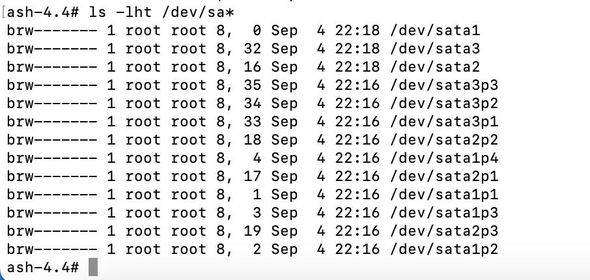 [ash-4.4# ls -lht /dev/sa*
brw------- 1 root root 8,  0 Sep  4 22:18 /dev/sata1
brw------- 1 root root 8, 32 Sep  4 22:18 /dev/sata3
brw------- 1 root root 8, 16 Sep  4 22:18 /dev/sata2
brw------- 1 root root 8, 35 Sep  4 22:16 /dev/sata3p3
brw------- 1 root root 8, 34 Sep  4 22:16 /dev/sata3p2
brw------- 1 root root 8, 33 Sep  4 22:16 /dev/sata3p1
brw------- 1 root root 8, 18 Sep  4 22:16 /dev/sata2p2
brw------- 1 root root 8,  4 Sep  4 22:16 /dev/sata1p4
brw------- 1 root root 8, 17 Sep  4 22:16 /dev/sata2p1
brw------- 1 root root 8,  1 Sep  4 22:16 /dev/sata1p1
brw------- 1 root root 8,  3 Sep  4 22:16 /dev/sata1p3
brw------- 1 root root 8, 19 Sep  4 22:16 /dev/sata2p3
brw------- 1 root root 8,  2 Sep  4 22:16 /dev/sata1p2
ash-4.4#